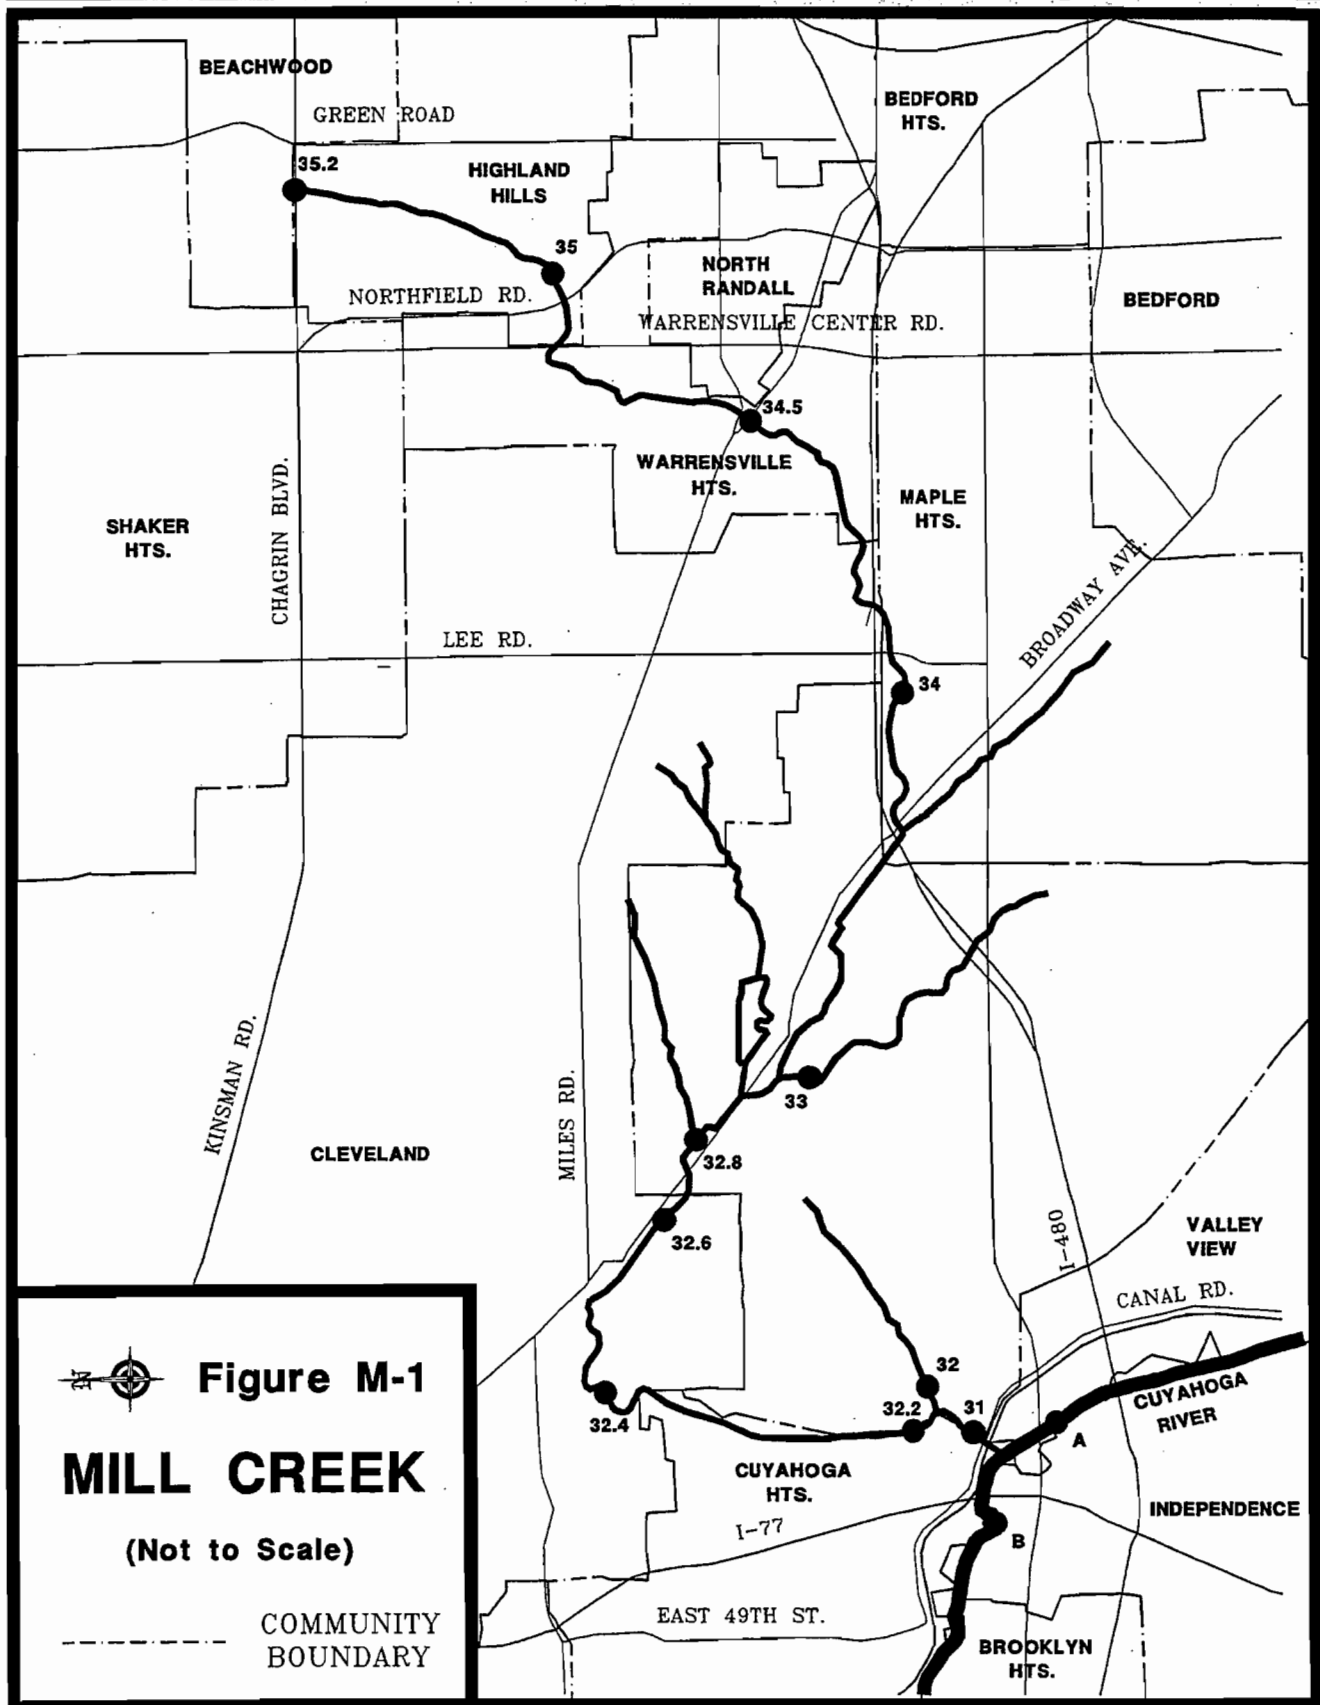 BEACHWOOD
GREEN ROAD
BEDFORD
HTS.
35.2
HIGHLAND
HILLS
35
NORTH
RANDALL
NORTHFIELD RD.
BEDFORD
WARRENSVILLE CENTER RD.
34.5
WARRENSVILLE
HTS.
MAPLE
HTS.
SHAKER
HTS.
CHAGRIN BLVD.
BROADWAY AVE.
LEE RD.
34
KINSMAN RD.
MILES RD.
33
CLEVELAND
32.8
32.6
I-480
VALLEY
VIEW
CANAL RD.
32
32.2
31
32.4
CUYAHOGA
RIVER
A
CUYAHOGA
HTS.
I-77
B
INDEPENDENCE
EAST 49TH ST.
BROOKLYN
HTS.
N
Figure M-1
MILL CREEK
(Not to Scale)
COMMUNITY
BOUNDARY